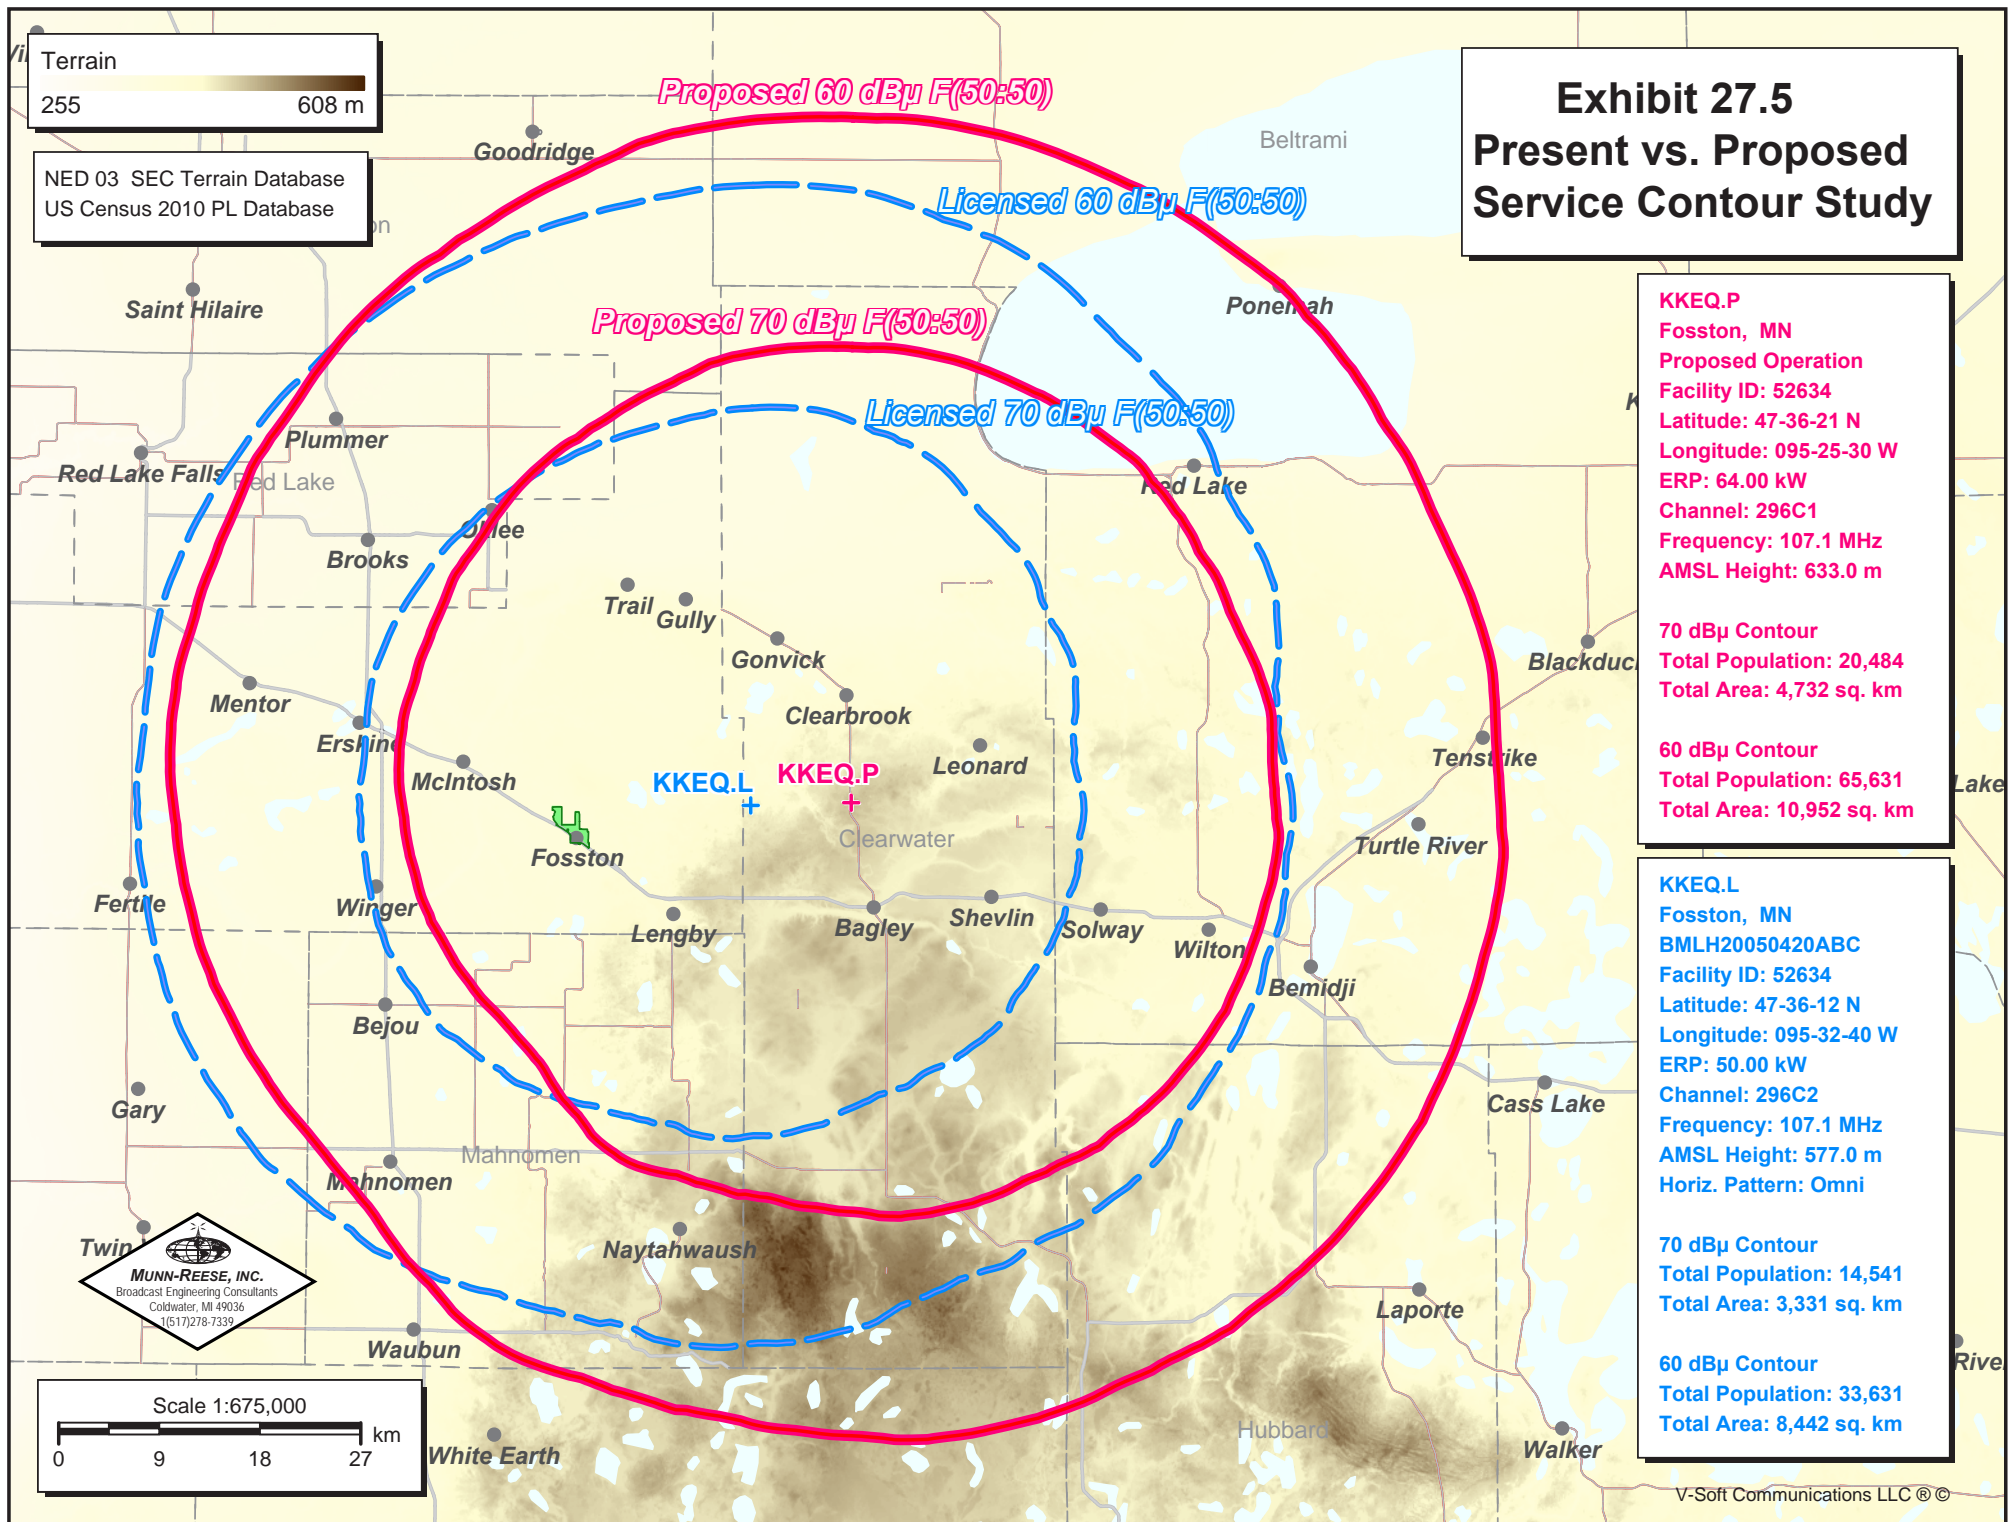 Terrain
255 608 m
NED 03 SEC Terrain Database
US Census 2010 PL Database
Exhibit 27.5
Present vs. Proposed
Service Contour Study
Proposed 60 dBµ F(50:50)
Licensed 60 dBµ F(50:50)
Proposed 70 dBµ F(50:50)
Licensed 70 dBµ F(50:50)
Goodridge
Beltrami
Saint Hilaire
Ponemah
Plummer
Red Lake Falls
Red Lake
Red Lake
Oklee
Brooks
Trail
Gully
Gonvick
Blackduc
Mentor
Clearbrook
Erskine
Leonard
Tenstrike
McIntosh
KKEQ.L
KKEQ.P
Lake
Clearwater
Turtle River
Fosston
Fertile
Winger
Lengby
Bagley
Shevlin
Solway
Wilton
Bemidji
Bejou
Gary
Cass Lake
Mahnomen
Mahnomen
Twin
Naytahwaush
Laporte
Waubun
White Earth
Hubbard
Walker
River
KKEQ.P
Fosston, MN
Proposed Operation
Facility ID: 52634
Latitude: 47-36-21 N
Longitude: 095-25-30 W
ERP: 64.00 kW
Channel: 296C1
Frequency: 107.1 MHz
AMSL Height: 633.0 m
70 dBµ Contour
Total Population: 20,484
Total Area: 4,732 sq. km
60 dBµ Contour
Total Population: 65,631
Total Area: 10,952 sq. km
KKEQ.L
Fosston, MN
BMLH20050420ABC
Facility ID: 52634
Latitude: 47-36-12 N
Longitude: 095-32-40 W
ERP: 50.00 kW
Channel: 296C2
Frequency: 107.1 MHz
AMSL Height: 577.0 m
Horiz. Pattern: Omni
70 dBµ Contour
Total Population: 14,541
Total Area: 3,331 sq. km
60 dBµ Contour
Total Population: 33,631
Total Area: 8,442 sq. km
MUNN-REESE, INC.
Broadcast Engineering Consultants
Coldwater, MI 49036
1(517)278-7339
Scale 1:675,000
km
0 9 18 27
V-Soft Communications LLC ® ©